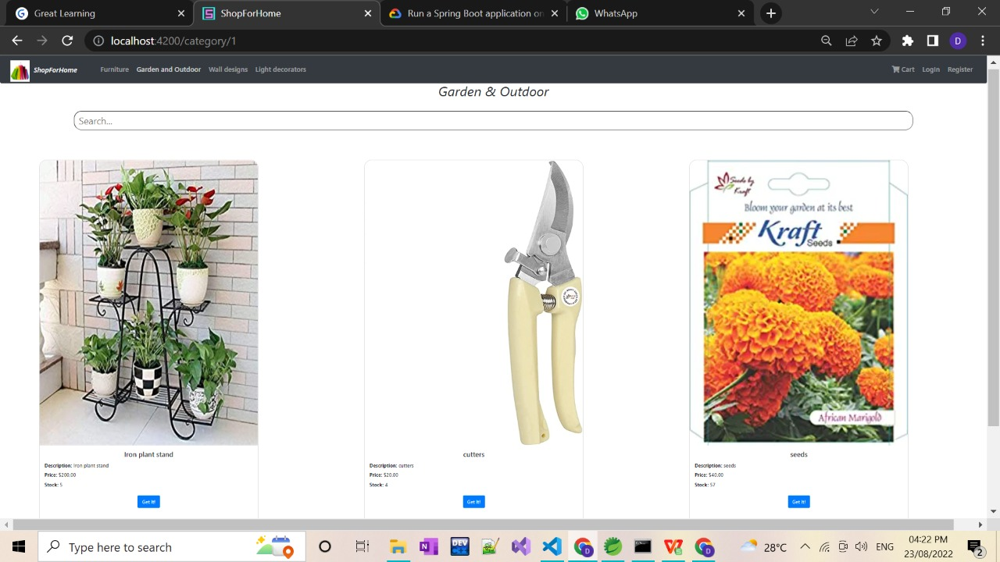 Great Learning
ShopForHome
Run a Spring Boot application on
WhatsApp
localhost:4200/category/1
D
ShopForHome
Furniture
Garden and Outdoor
Wall designs
Light decorators
Cart
LogIn
Register
Garden & Outdoor
Search...
Seeds by
Kraft
Bloom your garden at its best
Kraft
Seeds
African Marigold
Iron plant stand
Description: Iron plant stand
Price: $200.00
Stock: 5
Get It!
cutters
Description: cutters
Price: $20.00
Stock: 4
Get It!
seeds
Description: seeds
Price: $40.00
Stock: 57
Get It!
Type here to search
DEV
28°C
ENG
04:22 PM
23/08/2022
2